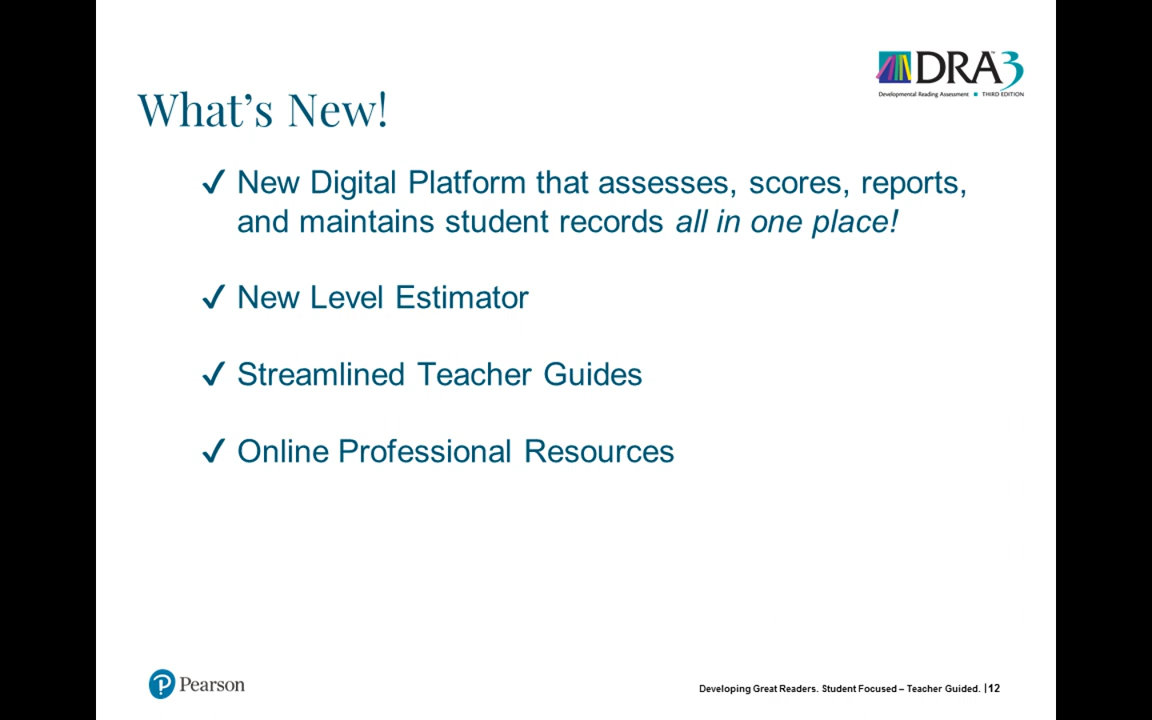 DRA3
Developmental Reading Assessment ■ THIRD EDITION
What's New!
✓ New Digital Platform that assesses, scores, reports,
and maintains student records all in one place!
✓ New Level Estimator
✓ Streamlined Teacher Guides
✓ Online Professional Resources
P Pearson
Developing Great Readers. Student Focused – Teacher Guided. |12